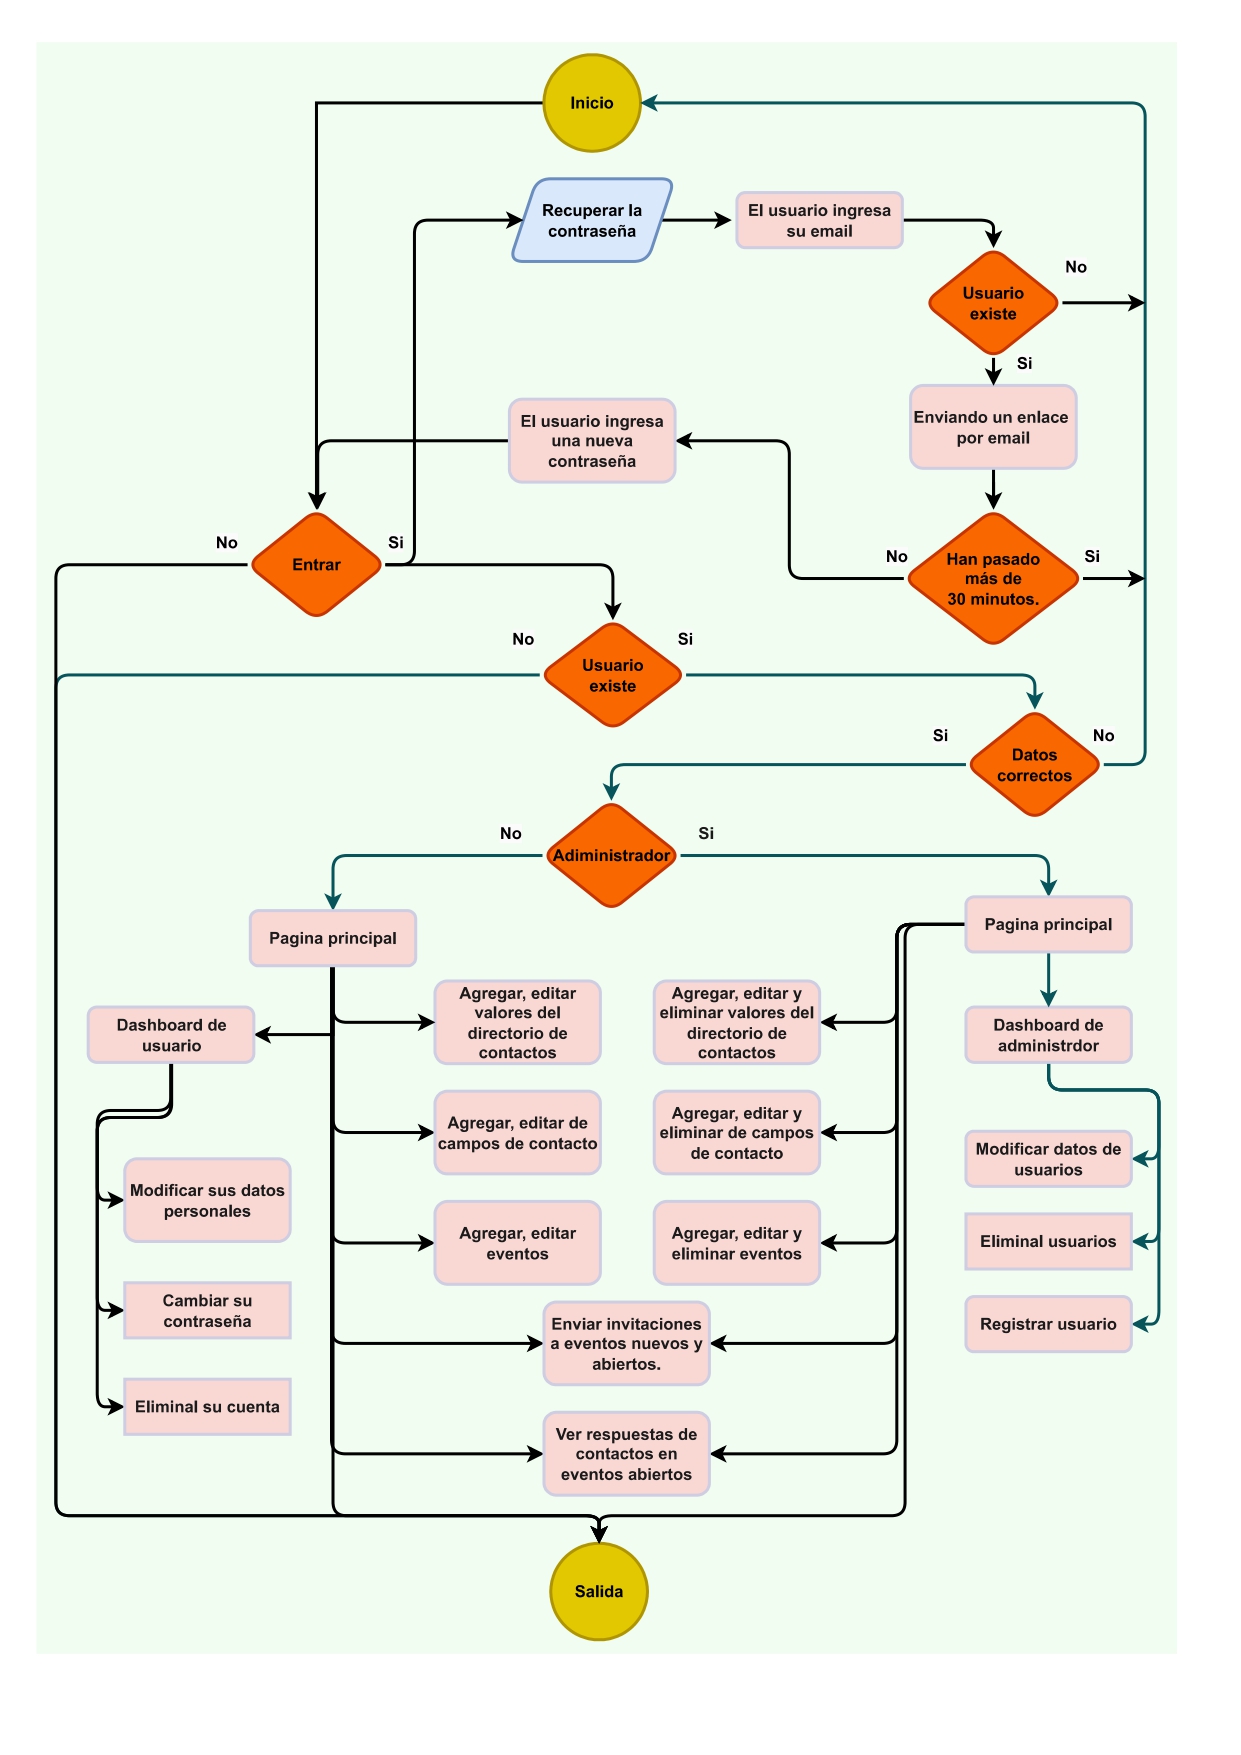 Inicio
Recuperar la
contraseña
El usuario ingresa
su email
Usuario
existe
No
Si
Enviando un enlace
por email
El usuario ingresa
una nueva
contraseña
No
Entrar
Si
No
Han pasado
más de
30 minutos.
Si
No
Usuario
existe
Si
Si
Datos
correctos
No
No
Adiministrador
Si
Pagina principal
Pagina principal
Agregar, editar
valores del
directorio de
contactos
Agregar, editar y
eliminar valores del
directorio de
contactos
Dashboard de
usuario
Dashboard de
administrdor
Agregar, editar de
campos de contacto
Agregar, editar y
eliminar de campos
de contacto
Modificar datos de
usuarios
Modificar sus datos
personales
Agregar, editar
eventos
Agregar, editar y
eliminar eventos
Eliminal usuarios
Cambiar su
contraseña
Enviar invitaciones
a eventos nuevos y
abiertos.
Registrar usuario
Eliminal su cuenta
Ver respuestas de
contactos en
eventos abiertos
Salida